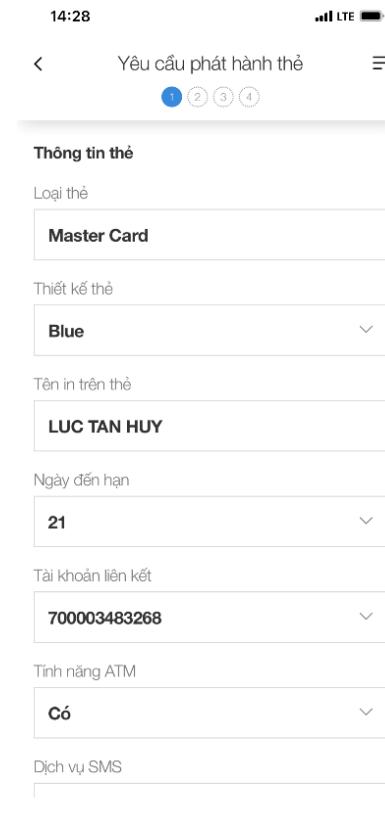 14:28
LTE
Yêu cầu phát hành thẻ
1 2 3 4
Thông tin thẻ
Loại thẻ
Master Card
Thiết kế thẻ
Blue
Tên in trên thẻ
LUC TAN HUY
Ngày đến hạn
21
Tài khoản liên kết
700003483268
Tính năng ATM
Có
Dịch vụ SMS